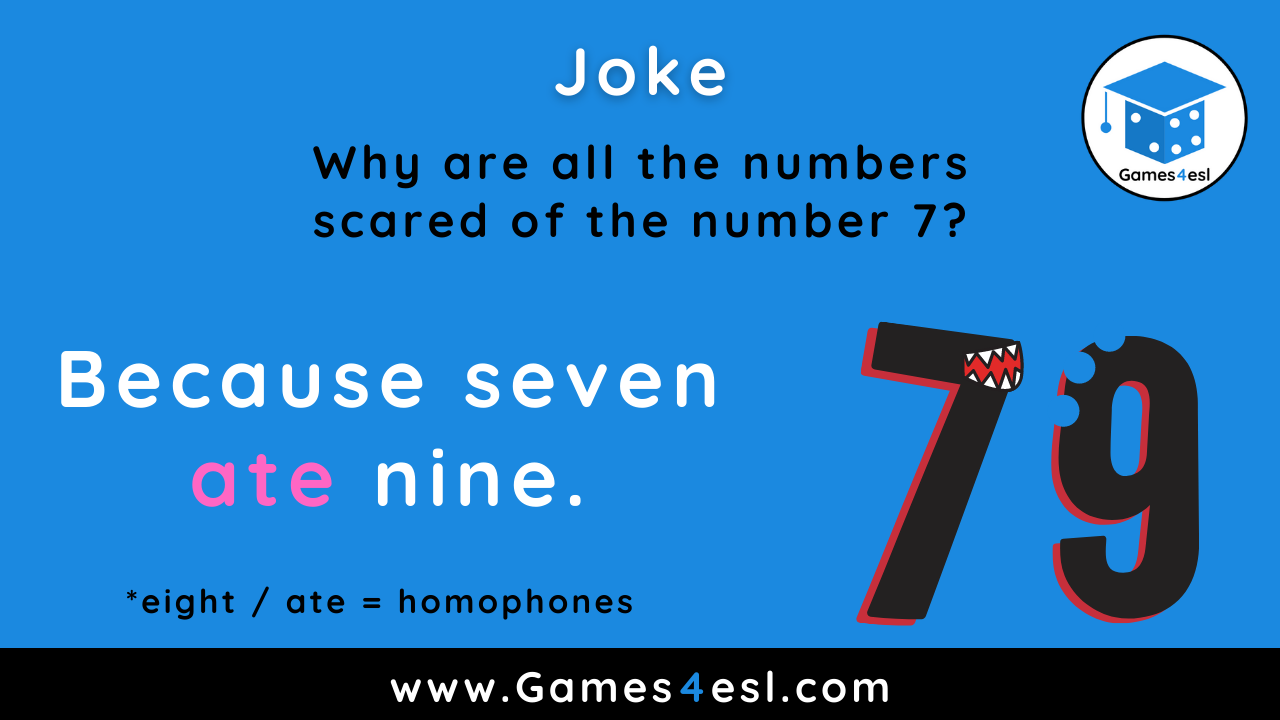 Joke
Why are all the numbers
scared of the number 7?
Games4esl
Because seven
ate nine.
79
*eight / ate = homophones
www.Games4esl.com